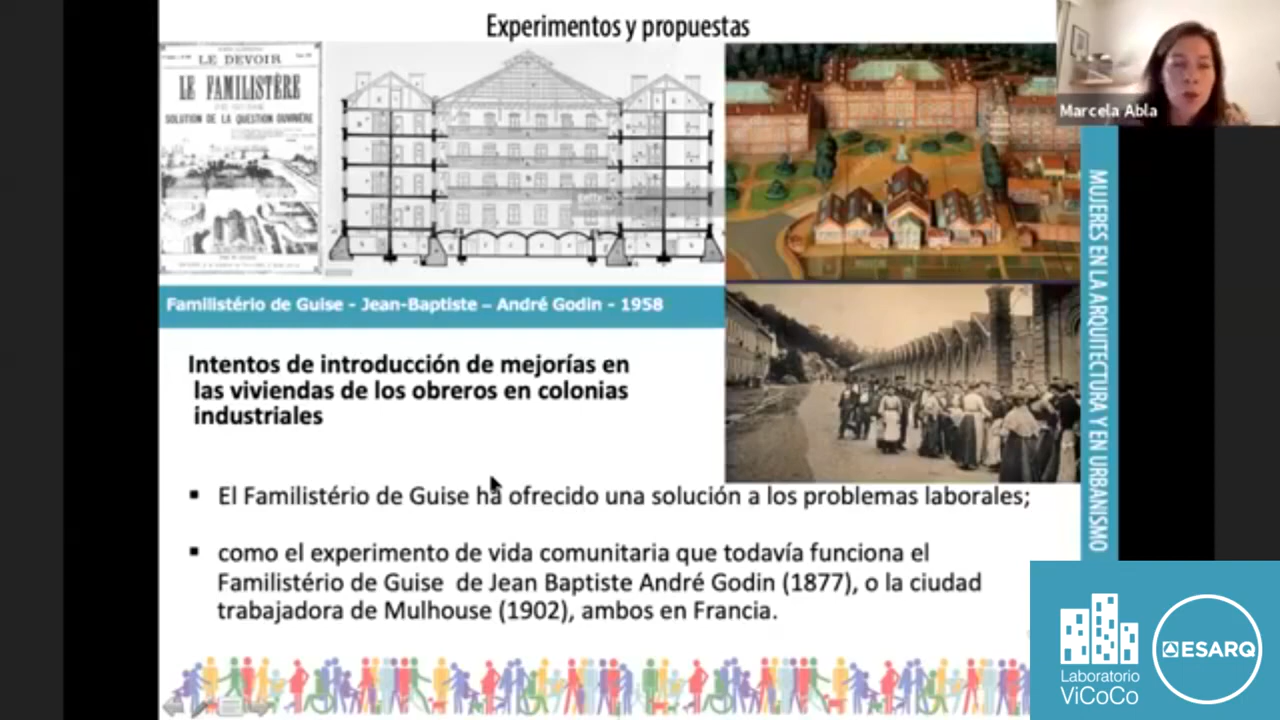 Experimentos y propuestas
LE DEVOIR
LE FAMILISTÈRE
SOLUTION DE LA QUESTION OUVRIÈRE
Marcela Abla
Familistério de Guise - Jean-Baptiste – André Godin - 1958
Intentos de introducción de mejorías en
las viviendas de los obreros en colonias
industriales
▪ El Familistério de Guise ha ofrecido una solución a los problemas laborales;
▪ como el experimento de vida comunitaria que todavía funciona el
Familistério de Guise de Jean Baptiste André Godin (1877), o la ciudad
trabajadora de Mulhouse (1902), ambos en Francia.
MUJERES EN LA ARQUITECTURA Y EN URBANISMO
Laboratorio
ViCoCo
ESARQ